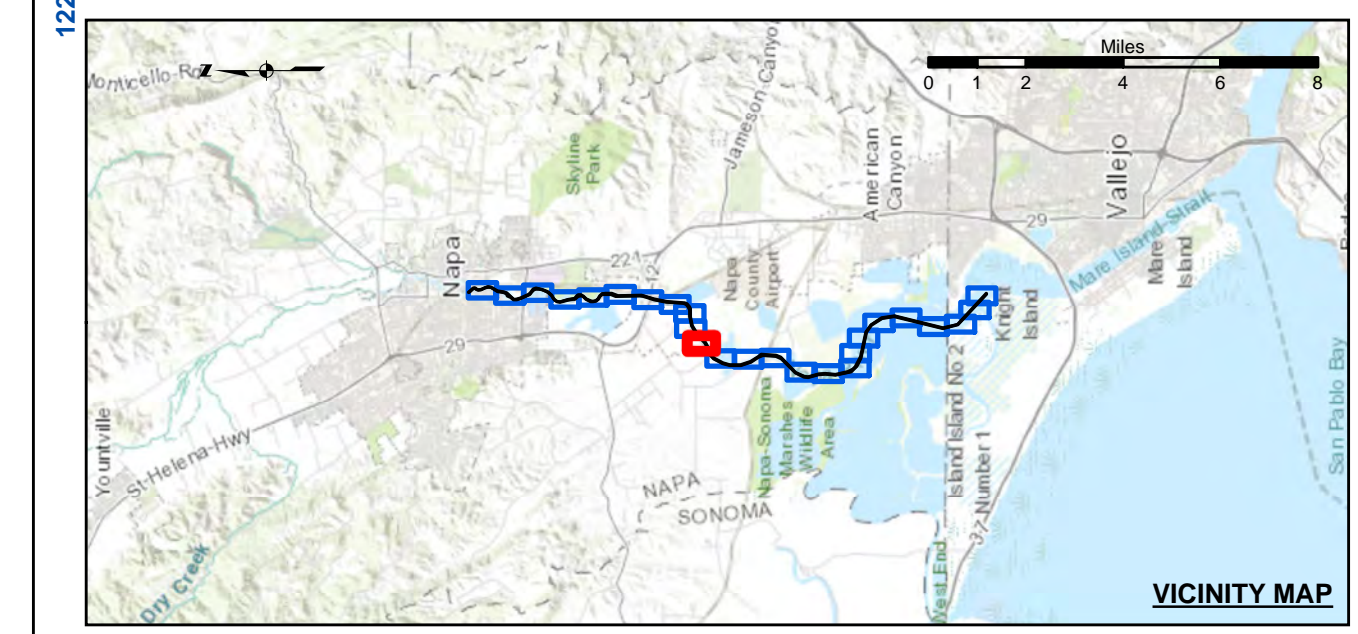 122
Monticello-Rd
Z
Miles
0 1 2 4 6 8
Jameson Canyo
Skyline
Park
American
Canyon
Vallejo
29
Mare Island Strait
Mare
Island
Napa
221
12
Napa
County
Airport
Knight
Island
29
Yountville
St-Helena-Hwy
Napa-Sonoma
Marshes
Wildlife
Area
Island Island No 2
37-Number 1
NAPA
SONOMA
San Pablo Bay
Dry Creek
West End
VICINITY MAP